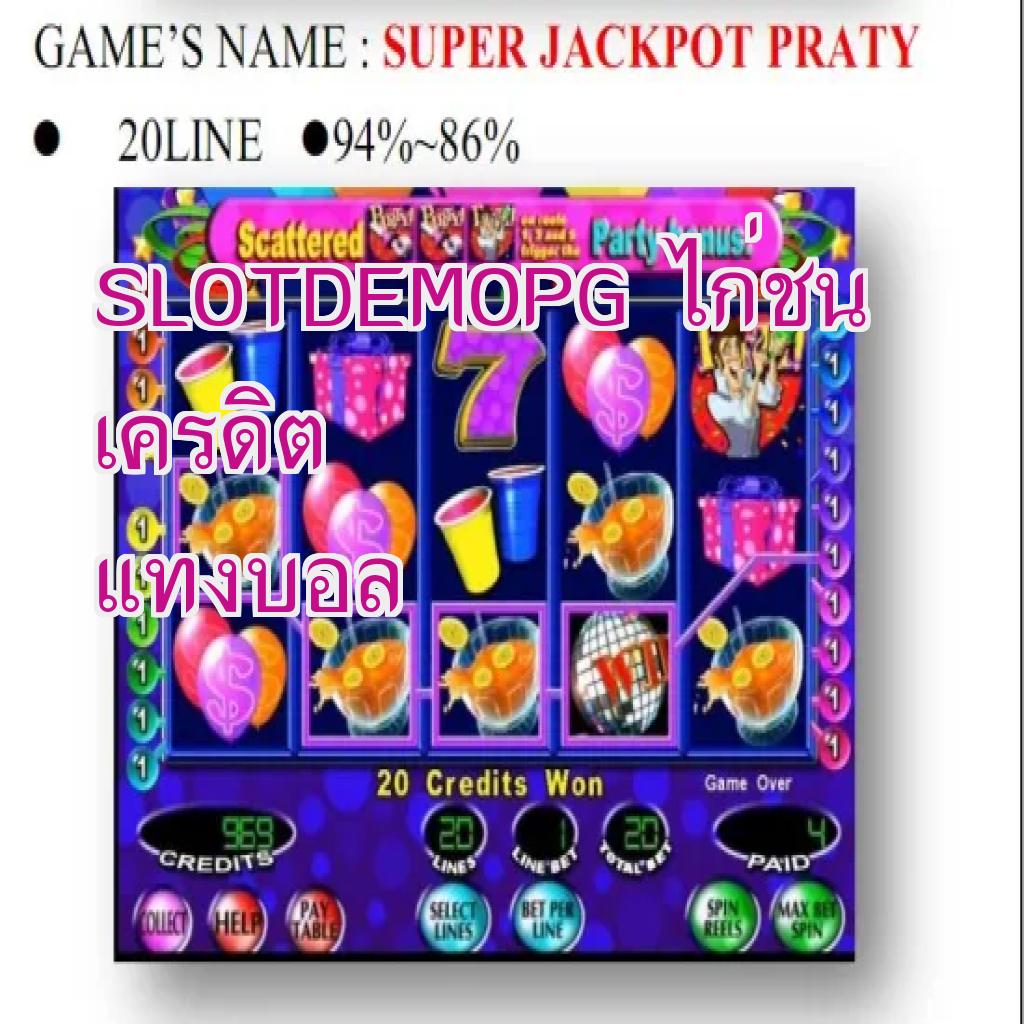 GAME’S NAME : SUPER JACKPOT PRATY
● 20LINE ●94%~86%
Scattered
Party
SLOTDEMOPG ไก่ชน
เครดิต
แทงบอล
20 Credits Won
Game Over
969 20 1 20 4
CREDITS LINES LINE BET TOTAL BET PAID
COLLECT HELP PAY TABLE SELECT LINES BET PER LINE SPIN REELS MAX BET SPIN